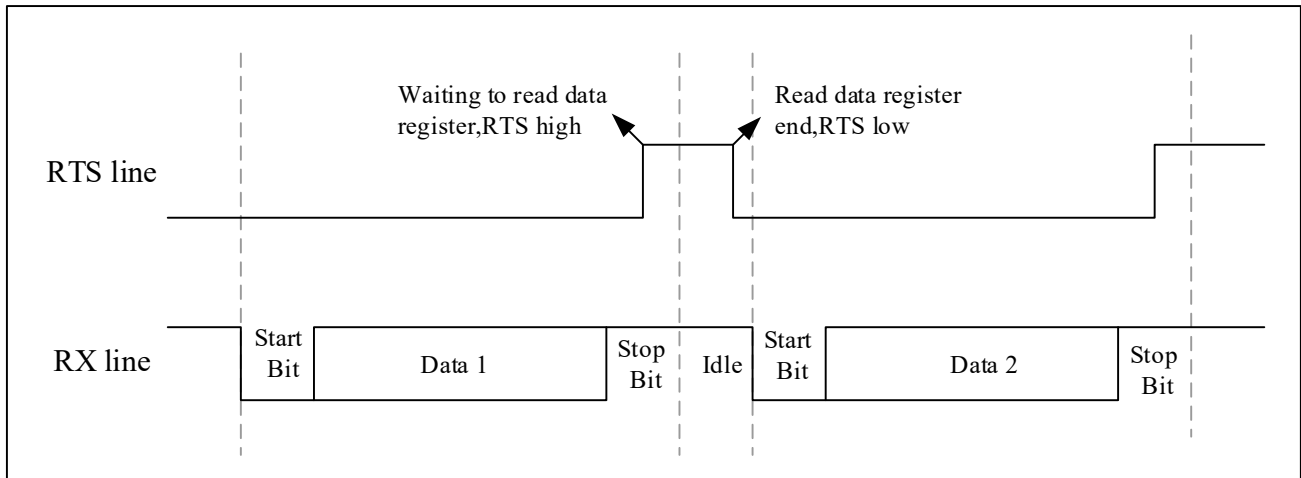 Waiting to read data
register,RTS high
Read data register
end,RTS low
RTS line
RX line
Start
Bit
Data 1
Stop
Bit
Idle
Start
Bit
Data 2
Stop
Bit